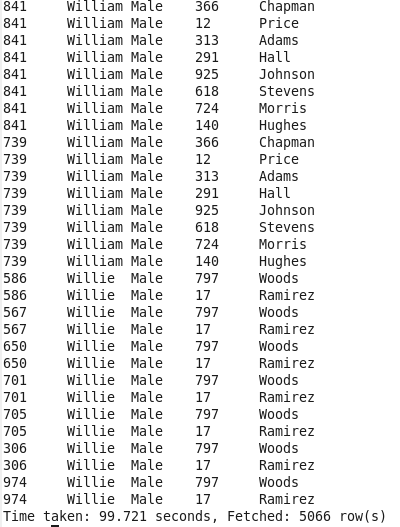 841 William Male 366 Chapman
841 William Male 12 Price
841 William Male 313 Adams
841 William Male 291 Hall
841 William Male 925 Johnson
841 William Male 618 Stevens
841 William Male 724 Morris
841 William Male 140 Hughes
739 William Male 366 Chapman
739 William Male 12 Price
739 William Male 313 Adams
739 William Male 291 Hall
739 William Male 925 Johnson
739 William Male 618 Stevens
739 William Male 724 Morris
739 William Male 140 Hughes
586 Willie Male 797 Woods
586 Willie Male 17 Ramirez
567 Willie Male 797 Woods
567 Willie Male 17 Ramirez
650 Willie Male 797 Woods
650 Willie Male 17 Ramirez
701 Willie Male 797 Woods
701 Willie Male 17 Ramirez
705 Willie Male 797 Woods
705 Willie Male 17 Ramirez
306 Willie Male 797 Woods
306 Willie Male 17 Ramirez
974 Willie Male 797 Woods
974 Willie Male 17 Ramirez
Time taken: 99.721 seconds, Fetched: 5066 row(s)